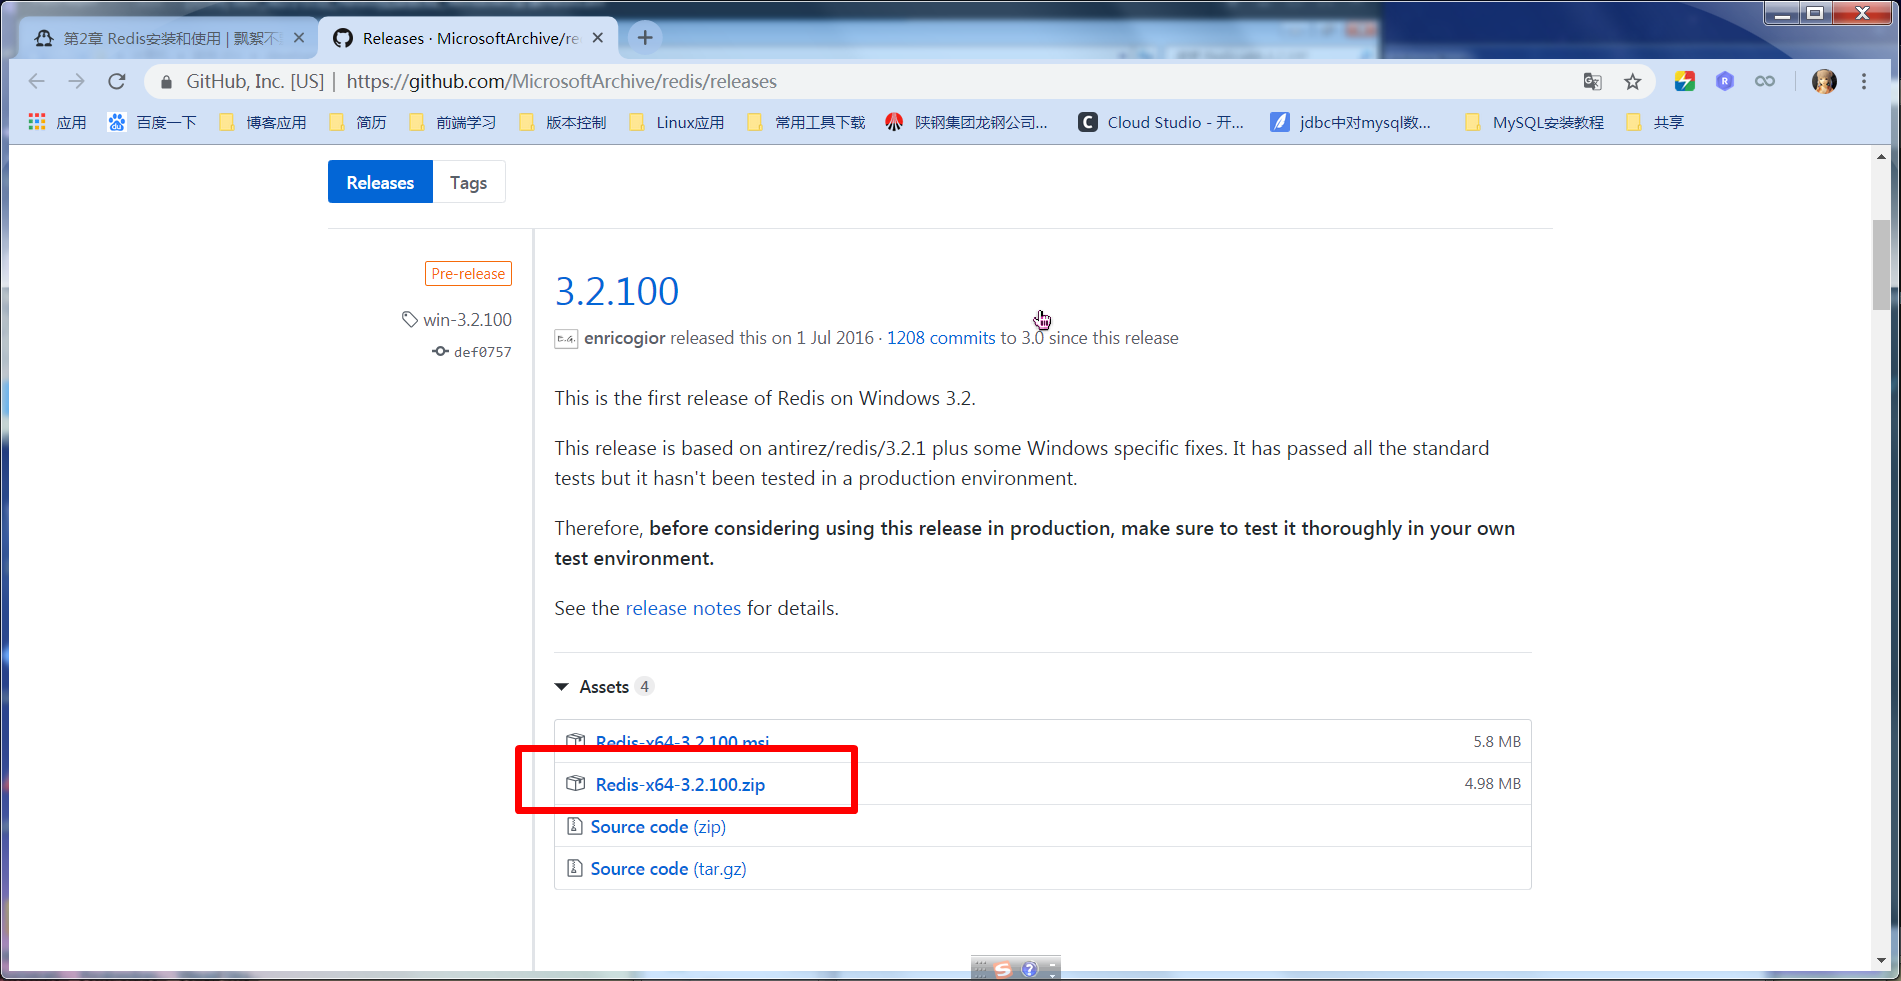 第2章 Redis安装和使用 | 飘絮不
Releases · MicrosoftArchive/re
GitHub, Inc. [US] | https://github.com/MicrosoftArchive/redis/releases
应用 百度一下 博客应用 简历 前端学习 版本控制 Linux应用 常用工具下载 陕钢集团龙钢公司... Cloud Studio - 开... jdbc中对mysql数... MySQL安装教程 共享
Releases Tags
Pre-release
win-3.2.100
def0757
3.2.100
enricogior released this on 1 Jul 2016 · 1208 commits to 3.0 since this release
This is the first release of Redis on Windows 3.2.
This release is based on antirez/redis/3.2.1 plus some Windows specific fixes. It has passed all the standard
tests but it hasn't been tested in a production environment.
Therefore, before considering using this release in production, make sure to test it thoroughly in your own
test environment.
See the release notes for details.
Assets 4
Redis-x64-3.2.100.msi 5.8 MB
Redis-x64-3.2.100.zip 4.98 MB
Source code (zip)
Source code (tar.gz)